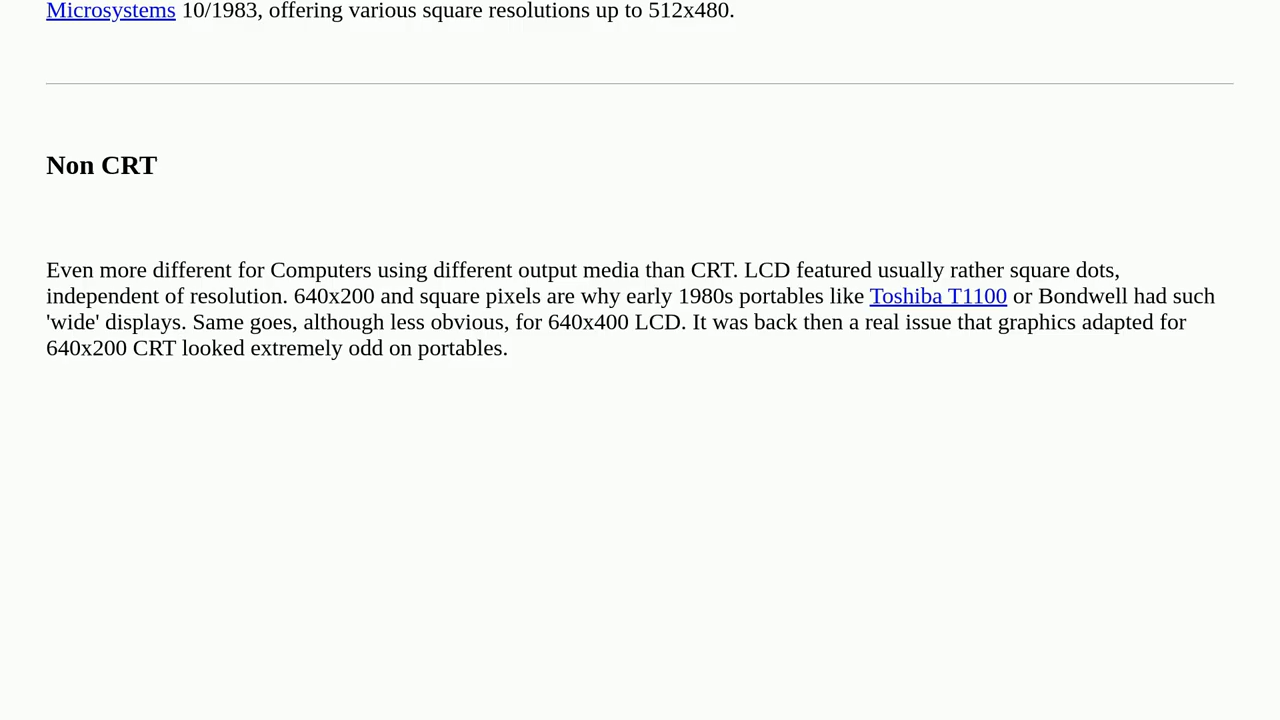 Microsystems 10/1983, offering various square resolutions up to 512x480.
Non CRT
Even more different for Computers using different output media than CRT. LCD featured usually rather square dots,
independent of resolution. 640x200 and square pixels are why early 1980s portables like Toshiba T1100 or Bondwell had such
'wide' displays. Same goes, although less obvious, for 640x400 LCD. It was back then a real issue that graphics adapted for
640x200 CRT looked extremely odd on portables.